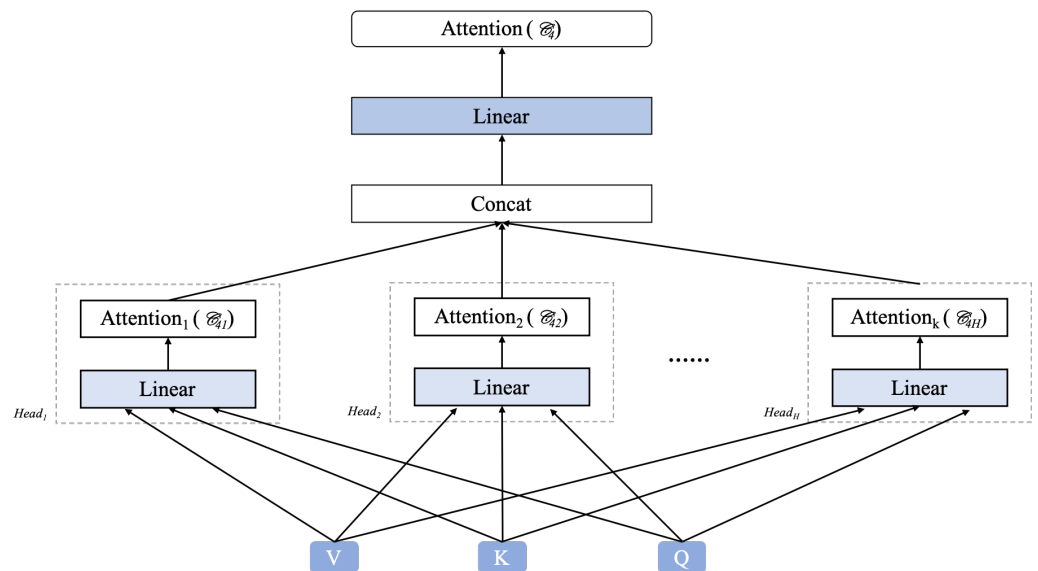 Attention ( 𝒞4)
Linear
Concat
Attention1 ( 𝒞41)
Attention2 ( 𝒞42)
Attentionk ( 𝒞4H)
......
Linear
Linear
Linear
Head1
Head2
HeadH
V
K
Q